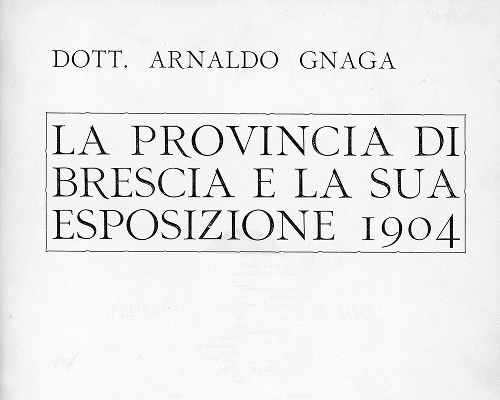 DOTT. ARNALDO GNAGA
LA PROVINCIA DI
BRESCIA E LA SUA
ESPOSIZIONE 1904